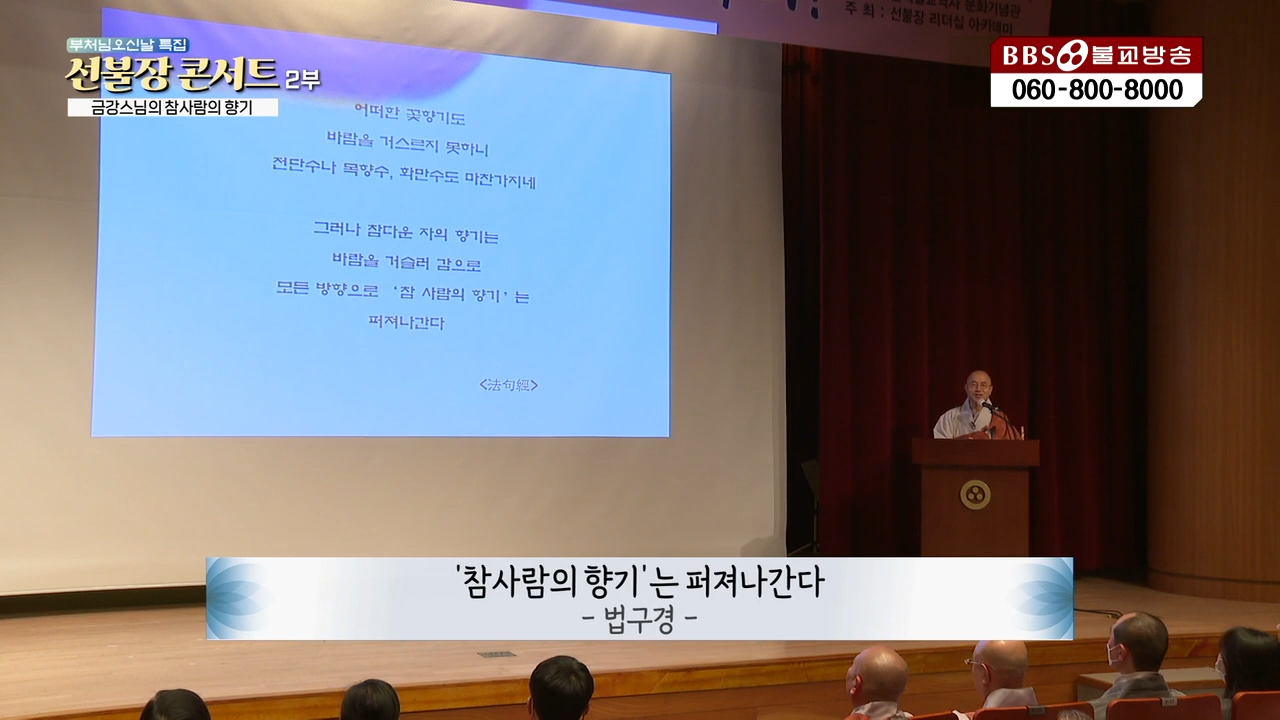 부처님오신날 특집
선불장 콘서트 2부
금강스님의 참사람의 향기
문화기념관
주 최 : 선불장 리더십 아카데미
BBS 불교방송
060-800-8000
어떠한 꽃향기도
바람을 거스르지 못하니
전단수나 목향수, 화만수도 마찬가지네
그러나 참다운 자의 향기는
바람을 거슬러 감으로
모든 방향으로 ‘참 사람의 향기’는
퍼져나간다
<法句經>
'참사람의 향기'는 퍼져나간다
- 법구경 -